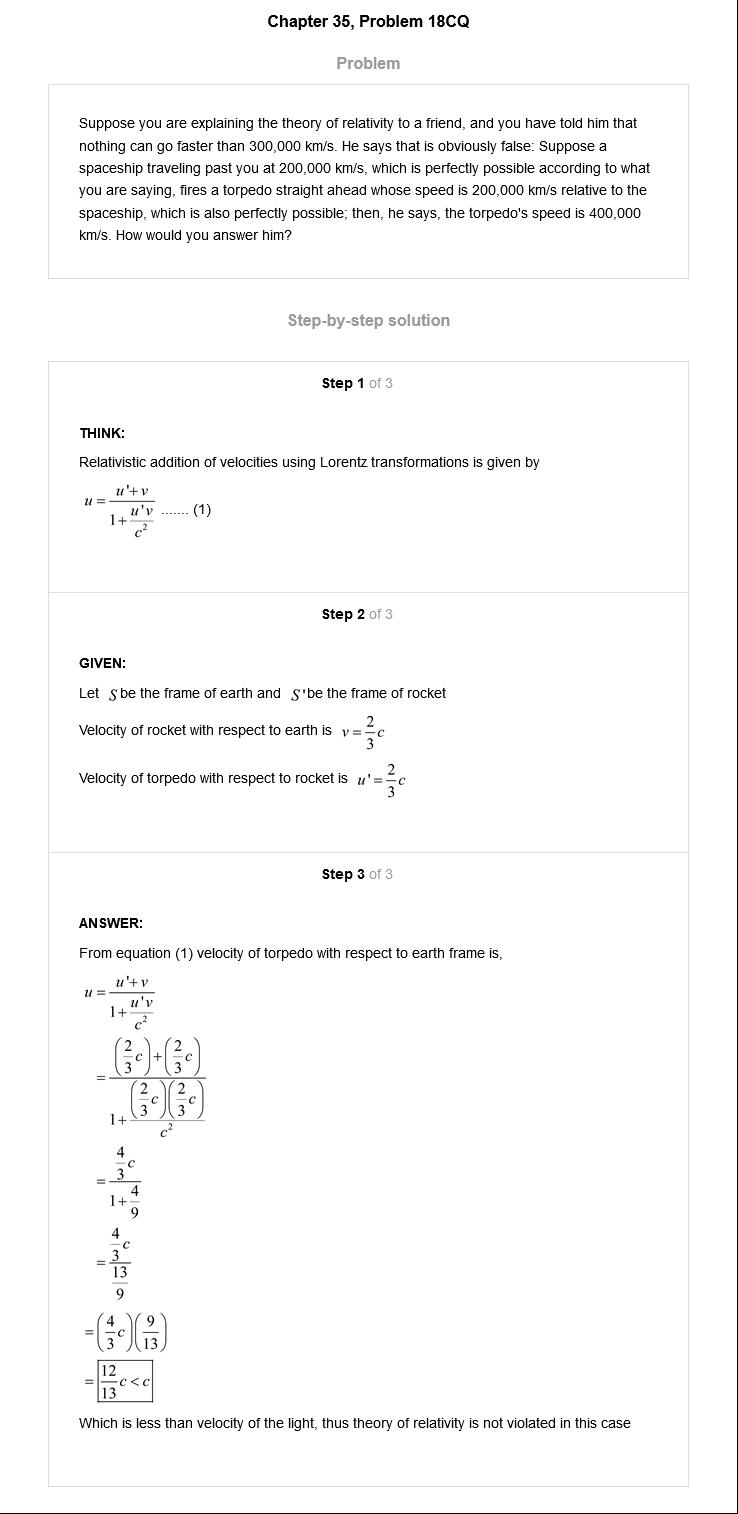 Chapter 35, Problem 18CQ
Problem
Suppose you are explaining the theory of relativity to a friend, and you have told him that
nothing can go faster than 300,000 km/s. He says that is obviously false: Suppose a
spaceship traveling past you at 200,000 km/s, which is perfectly possible according to what
you are saying, fires a torpedo straight ahead whose speed is 200,000 km/s relative to the
spaceship, which is also perfectly possible; then, he says, the torpedo's speed is 400,000
km/s. How would you answer him?
Step-by-step solution
Step 1 of 3
THINK:
Relativistic addition of velocities using Lorentz transformations is given by
u = \frac{u'+v}{1+\frac{u'v}{c^2}} ....... (1)
Step 2 of 3
GIVEN:
Let S be the frame of earth and S' be the frame of rocket
Velocity of rocket with respect to earth is v = \frac{2}{3}c
Velocity of torpedo with respect to rocket is u' = \frac{2}{3}c
Step 3 of 3
ANSWER:
From equation (1) velocity of torpedo with respect to earth frame is,
u = \frac{u'+v}{1+\frac{u'v}{c^2}}
= \frac{\left(\frac{2}{3}c\right)+\left(\frac{2}{3}c\right)}{1+\frac{\left(\frac{2}{3}c\right)\left(\frac{2}{3}c\right)}{c^2}}
= \frac{\frac{4}{3}c}{1+\frac{4}{9}}
= \frac{\frac{4}{3}c}{\frac{13}{9}}
= \left(\frac{4}{3}c\right)\left(\frac{9}{13}\right)
= \frac{12}{13}c < c
Which is less than velocity of the light, thus theory of relativity is not violated in this case